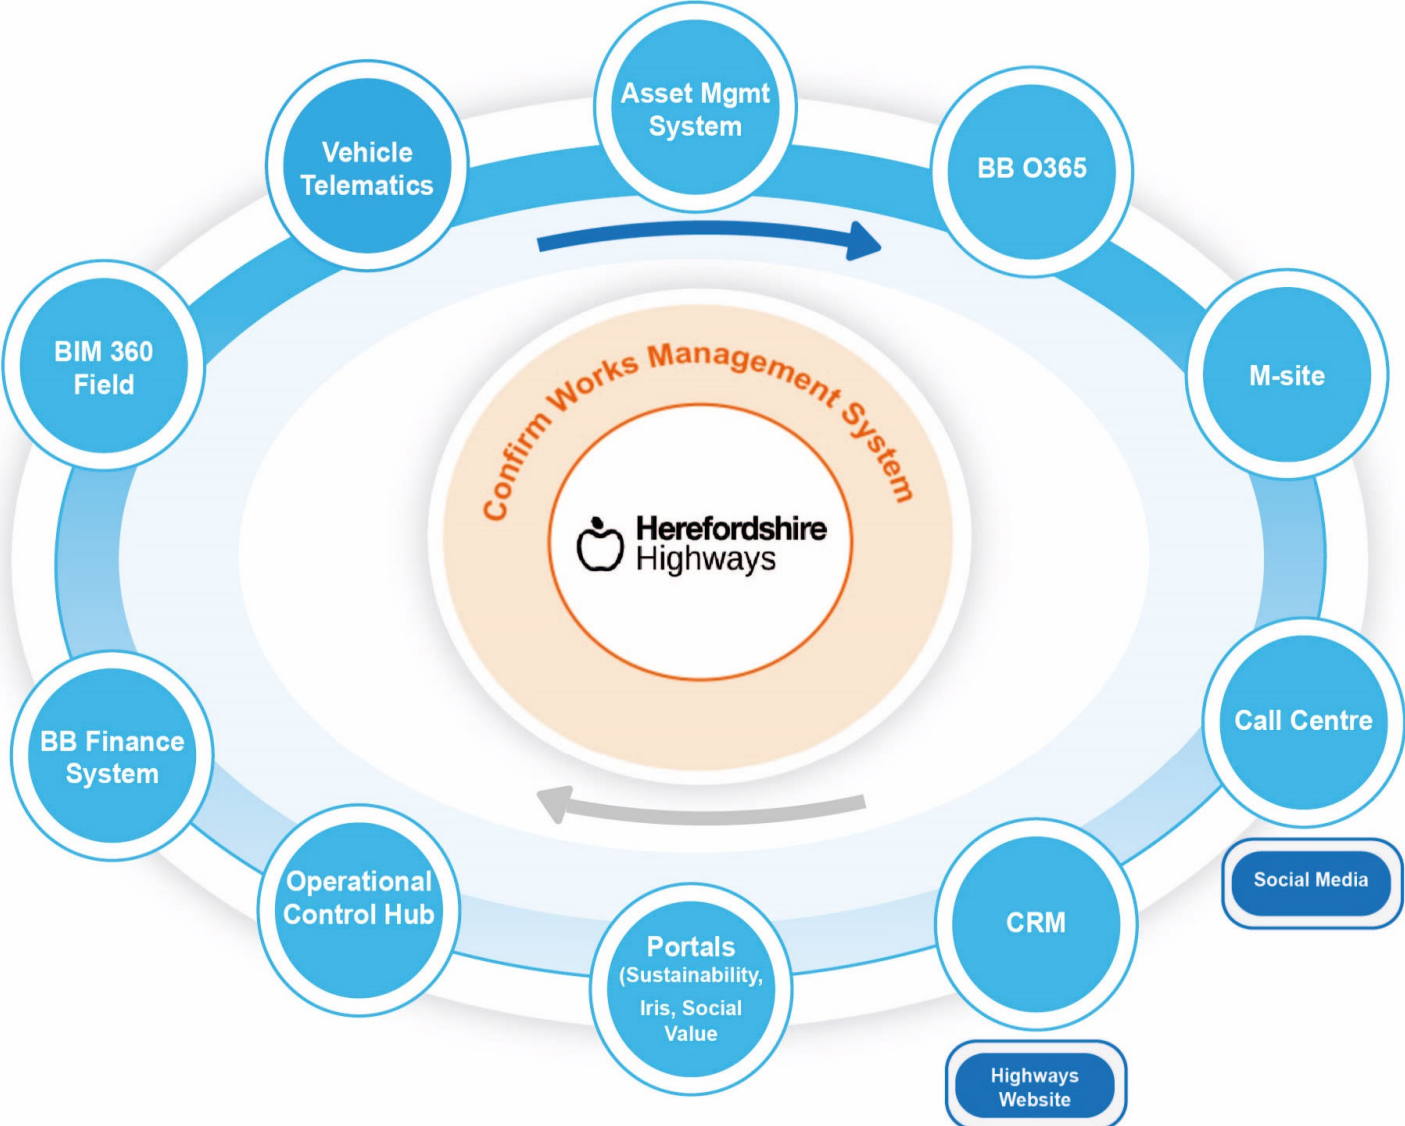 Asset Mgmt
System
Vehicle
Telematics
BB O365
BIM 360
Field
M-site
Confirm Works Management System
Herefordshire
Highways
BB Finance
System
Call Centre
Social Media
Operational
Control Hub
CRM
Portals
(Sustainability,
Iris, Social
Value
Highways
Website